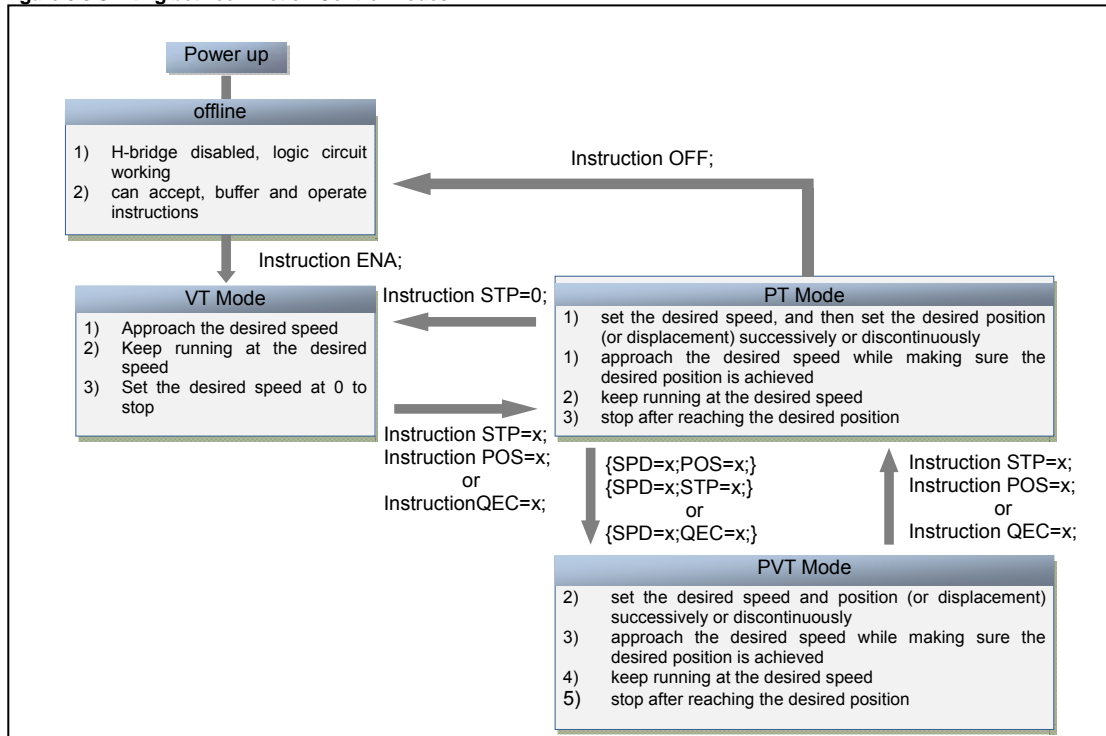 Power up
offline
1) H-bridge disabled, logic circuit
working
2) can accept, buffer and operate
instructions
Instruction OFF;
Instruction ENA;
VT Mode
1) Approach the desired speed
2) Keep running at the desired
speed
3) Set the desired speed at 0 to
stop
Instruction STP=0;
PT Mode
1) set the desired speed, and then set the desired position
(or displacement) successively or discontinuously
1) approach the desired speed while making sure the
desired position is achieved
2) keep running at the desired speed
3) stop after reaching the desired position
Instruction STP=x;
Instruction POS=x;
or
InstructionQEC=x;
{SPD=x;POS=x;}
{SPD=x;STP=x;}
or
{SPD=x;QEC=x;}
Instruction STP=x;
Instruction POS=x;
or
Instruction QEC=x;
PVT Mode
2) set the desired speed and position (or displacement)
successively or discontinuously
3) approach the desired speed while making sure the
desired position is achieved
4) keep running at the desired speed
5) stop after reaching the desired position